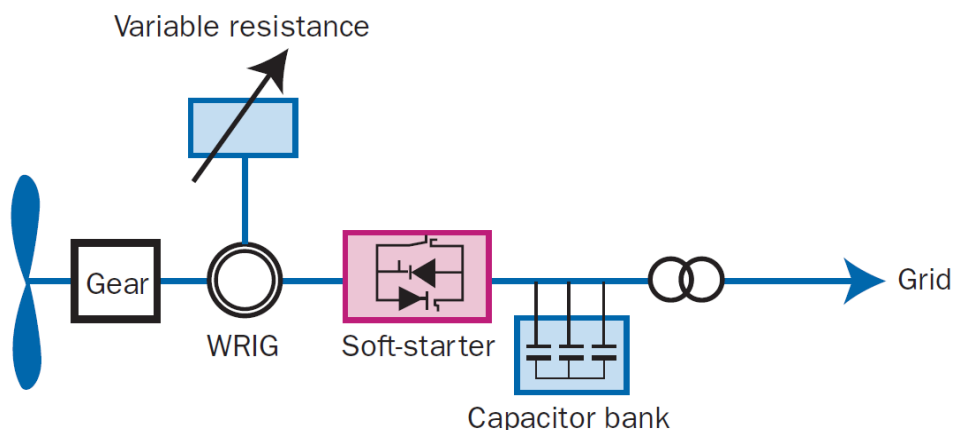 Variable resistance
Gear
WRIG
Soft-starter
Capacitor bank
Grid